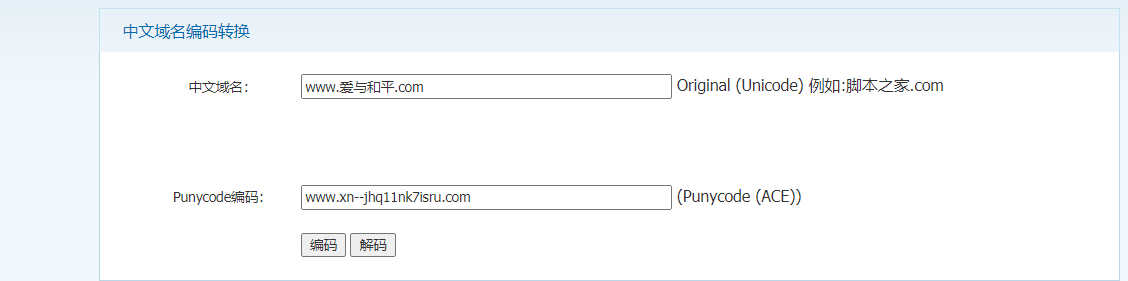 中文域名编码转换
中文域名： www.爱与和平.com Original (Unicode) 例如:脚本之家.com
Punycode编码： www.xn--jhq11nk7isru.com (Punycode (ACE))
编码 解码